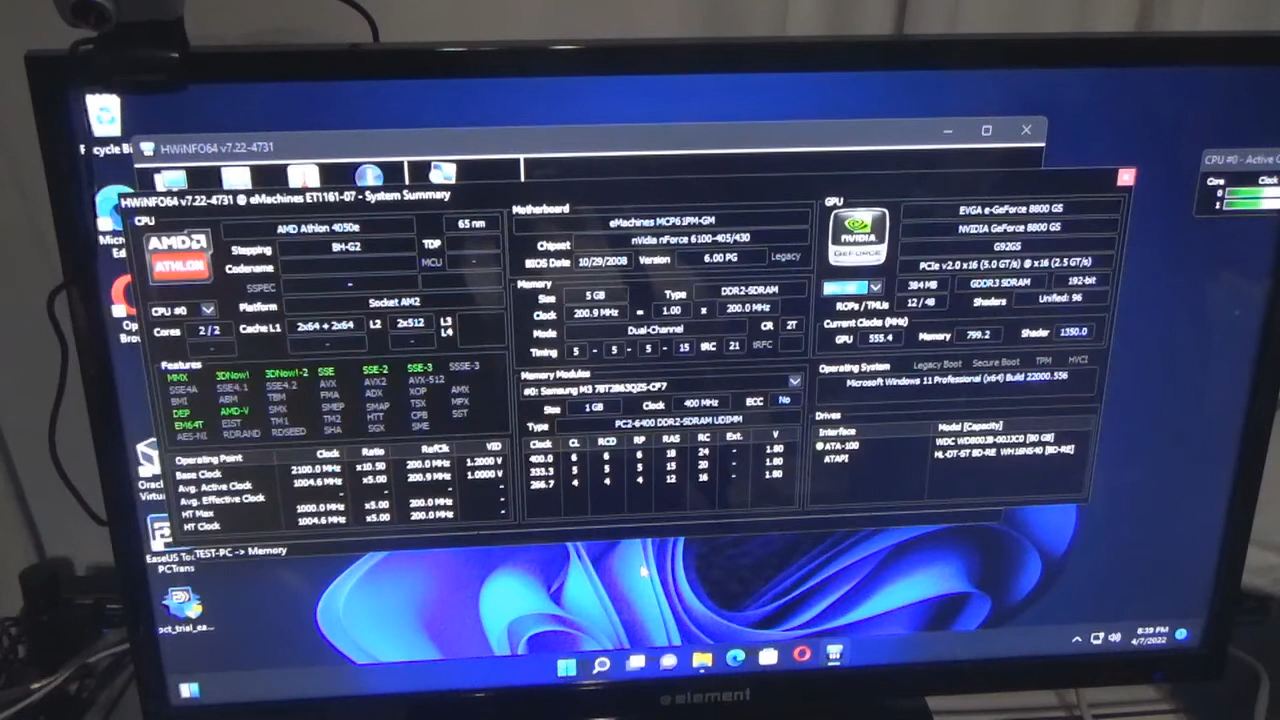 HWiNFO64 v7.22-4731
HWiNFO64 v7.22-4731 @ eMachines ET1161-07 - System Summary
CPU
AMD Athlon 4050e
65 nm
AMD
ATHLON
Stepping
BH-G2
TDP
Codename
MCU
-
SSPEC
-
CPU #0
Platform
Socket AM2
Cores
2 / 2
Cache L1
2x64 + 2x64
L2
2x512
L3
L4
-
-
-
Features
MMX 3DNow! 3DNow!-2 SSE SSE-2 SSE-3 SSSE-3
SSE4A SSE4.1 SSE4.2 AVX AVX2 AVX-512
BMI ABM TBM FMA ADX XOP AMX
DEP AMD-V SMX SMEP SMAP TSX MPX
EM64T EIST TM1 TM2 HTT CPB SST
AES-NI RDRAND RDSEED SHA SGX SME
Operating Point Clock Ratio RefClk VID
Base Clock 2100.0 MHz x10.50 200.0 MHz 1.2000 V
Avg. Active Clock 1004.6 MHz x5.00 200.9 MHz 1.0000 V
Avg. Effective Clock - - - -
HT Max 1000.0 MHz x5.00 200.0 MHz -
HT Clock 1004.6 MHz x5.00 200.0 MHz -
Motherboard
eMachines MCP61PM-GM
Chipset
nVidia nForce 6100-405/430
BIOS Date 10/29/2008 Version 6.00 PG Legacy
Memory
Size 5 GB Type DDR2-SDRAM
Clock 200.9 MHz = 1.00 x 200.0 MHz
Mode Dual-Channel CR 2T
Timing 5 - 5 - 5 - 15 tRC 21 tRFC
Memory Modules
#0: Samsung M3 78T2863QZS-CF7
Size 1 GB Clock 400 MHz ECC No
Type PC2-6400 DDR2-SDRAM UDIMM
Clock CL RCD RP RAS RC Ext. V
400.0 6 6 6 18 24 - 1.80
333.3 5 5 5 15 20 - 1.80
266.7 4 4 4 12 16 - 1.80
GPU
NVIDIA
GEFORCE
EVGA e-GeForce 8800 GS
NVIDIA GeForce 8800 GS
G92GS
PCIe v2.0 x16 (5.0 GT/s) @ x16 (2.5 GT/s)
384 MB GDDR3 SDRAM 192-bit
ROPs / TMUs 12 / 48 Shaders Unified: 96
Current Clocks (MHz)
GPU 555.4 Memory 799.2 Shader 1350.0
Operating System Legacy Boot Secure Boot TPM HVCI
Microsoft Windows 11 Professional (x64) Build 22000.556
Drives
Interface Model [Capacity]
ATA-100 WDC WD800JB-00JJC0 [80 GB]
ATAPI HL-DT-ST BD-RE WH16NS40 [BD-RE]
CPU #0 - Active
Core Clock
0
1
EaseUS
PCTrans
TEST-PC -> Memory
pct_trial_ea...
8:39 PM
4/7/2022
element